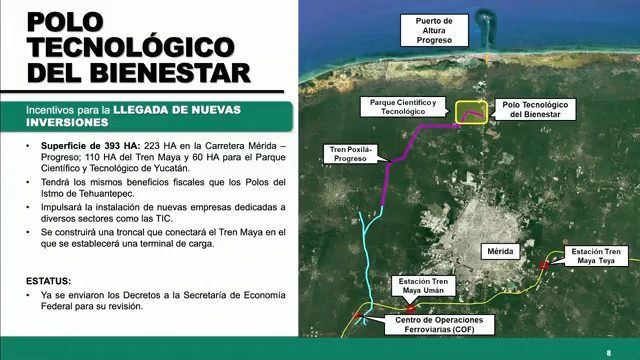 POLO
TECNOLÓGICO
DEL BIENESTAR
Incentivos para la LLEGADA DE NUEVAS
INVERSIONES
• Superficie de 393 HA: 223 HA en la Carretera Mérida –
Progreso; 110 HA del Tren Maya y 60 HA para el Parque
Científico y Tecnológico de Yucatán.
• Tendrá los mismos beneficios fiscales que los Polos del
Istmo de Tehuantepec.
• Impulsará la instalación de nuevas empresas dedicadas a
diversos sectores como las TIC.
• Se construirá una troncal que conectará el Tren Maya en el
que se establecerá una terminal de carga.
ESTATUS:
• Ya se enviaron los Decretos a la Secretaría de Economía
Federal para su revisión.
Puerto de
Altura
Progreso
Parque Científico y
Tecnológico
Polo Tecnológico
del Bienestar
Tren Poxilá-
Progreso
Mérida
Estación Tren
Maya Teya
Estación Tren
Maya Umán
Centro de Operaciones
Ferroviarias (COF)
8